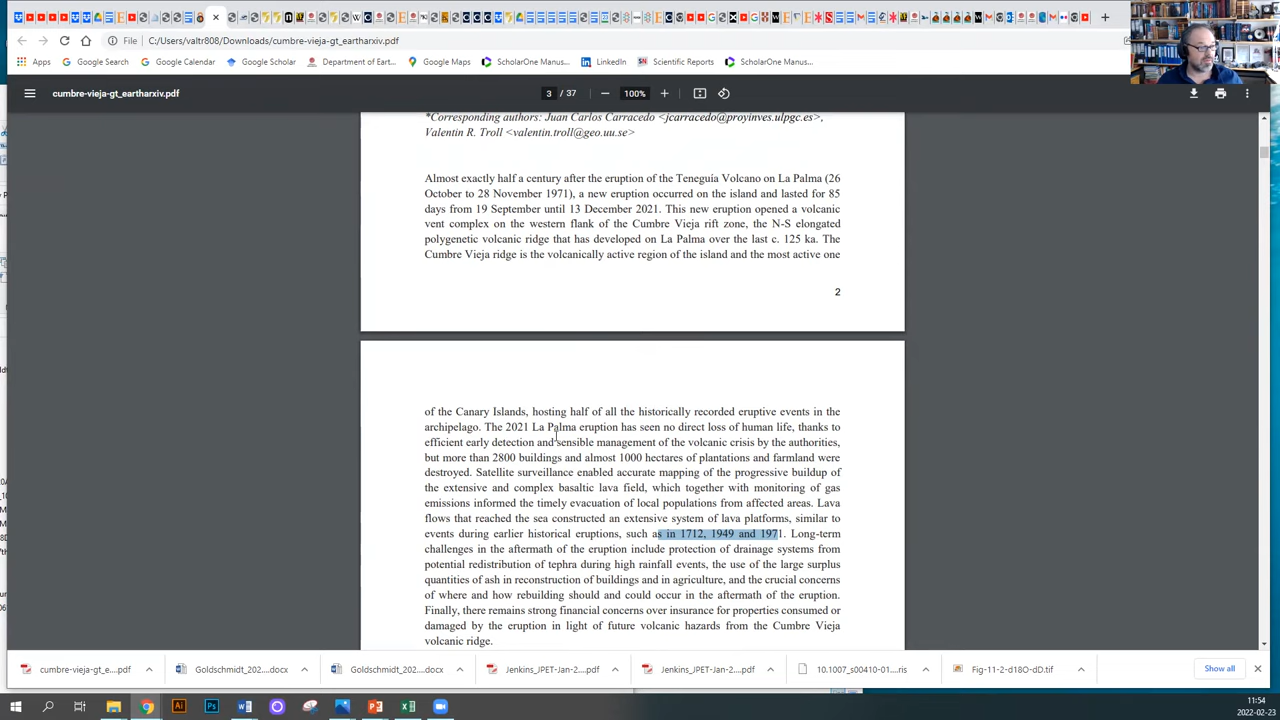 File | C:/Users/valtr808/Downloads/cumbre-vieja-gt_eartharxiv.pdf
Apps Google Search Google Calendar Google Scholar Department of Earth... Google Maps ScholarOne Manus... LinkedIn Scientific Reports ScholarOne Manus...
cumbre-vieja-gt_eartharxiv.pdf 3 / 37 100%
*Corresponding authors: Juan Carlos Carracedo <jcarracedo@proyinves.ulpgc.es>,
Valentin R. Troll <valentin.troll@geo.uu.se>
Almost exactly half a century after the eruption of the Teneguía Volcano on La Palma (26
October to 28 November 1971), a new eruption occurred on the island and lasted for 85
days from 19 September until 13 December 2021. This new eruption opened a volcanic
vent complex on the western flank of the Cumbre Vieja rift zone, the N-S elongated
polygenetic volcanic ridge that has developed on La Palma over the last c. 125 ka. The
Cumbre Vieja ridge is the volcanically active region of the island and the most active one
2
of the Canary Islands, hosting half of all the historically recorded eruptive events in the
archipelago. The 2021 La Palma eruption has seen no direct loss of human life, thanks to
efficient early detection and sensible management of the volcanic crisis by the authorities,
but more than 2800 buildings and almost 1000 hectares of plantations and farmland were
destroyed. Satellite surveillance enabled accurate mapping of the progressive buildup of
the extensive and complex basaltic lava field, which together with monitoring of gas
emissions informed the timely evacuation of local populations from affected areas. Lava
flows that reached the sea constructed an extensive system of lava platforms, similar to
events during earlier historical eruptions, such as in 1712, 1949 and 1971. Long-term
challenges in the aftermath of the eruption include protection of drainage systems from
potential redistribution of tephra during high rainfall events, the use of the large surplus
quantities of ash in reconstruction of buildings and in agriculture, and the crucial concerns
of where and how rebuilding should and could occur in the aftermath of the eruption.
Finally, there remains strong financial concerns over insurance for properties consumed or
damaged by the eruption in light of future volcanic hazards from the Cumbre Vieja
volcanic ridge.
cumbre-vieja-gt_e....pdf Goldschmidt_202....docx Goldschmidt_202....docx Jenkins_JPET-Jan-2....pdf Jenkins_JPET-Jan-2....pdf 10.1007_s00410-01....ris Fig-11-2-d18O-dD.tif Show all
11:54
2022-02-23